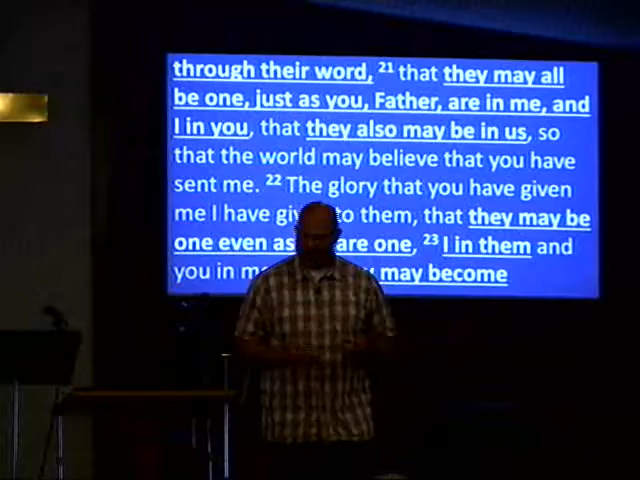 through their word, 21 that they may all
be one, just as you, Father, are in me, and
I in you, that they also may be in us, so
that the world may believe that you have
sent me. 22 The glory that you have given
me I have to them, that they may be
one even as are one, 23 I in them and
you in may become